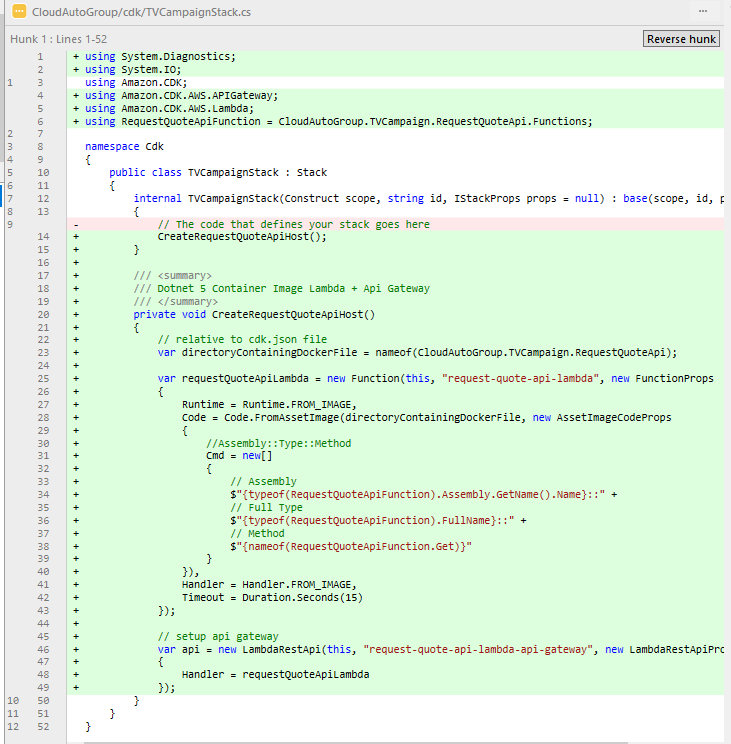 CloudAutoGroup/cdk/TVCampaignStack.cs
Hunk 1 : Lines 1-52 Reverse hunk
1 + using System.Diagnostics;
2 + using System.IO;
1 3 using Amazon.CDK;
4 + using Amazon.CDK.AWS.APIGateway;
5 + using Amazon.CDK.AWS.Lambda;
6 + using RequestQuoteApiFunction = CloudAutoGroup.TVCampaign.RequestQuoteApi.Functions;
2 7
3 8 namespace Cdk
4 9 {
5 10 public class TVCampaignStack : Stack
6 11 {
7 12 internal TVCampaignStack(Construct scope, string id, IStackProps props = null) : base(scope, id, p
8 13 {
9 - // The code that defines your stack goes here
14 + CreateRequestQuoteApiHost();
15 + }
16 +
17 + /// <summary>
18 + /// Dotnet 5 Container Image Lambda + Api Gateway
19 + /// </summary>
20 + private void CreateRequestQuoteApiHost()
21 + {
22 + // relative to cdk.json file
23 + var directoryContainingDockerFile = nameof(CloudAutoGroup.TVCampaign.RequestQuoteApi);
24 +
25 + var requestQuoteApiLambda = new Function(this, "request-quote-api-lambda", new FunctionProps
26 + {
27 + Runtime = Runtime.FROM_IMAGE,
28 + Code = Code.FromAssetImage(directoryContainingDockerFile, new AssetImageCodeProps
29 + {
30 + //Assembly::Type::Method
31 + Cmd = new[]
32 + {
33 + // Assembly
34 + $"{typeof(RequestQuoteApiFunction).Assembly.GetName().Name}::" +
35 + // Full Type
36 + $"{typeof(RequestQuoteApiFunction).FullName}::" +
37 + // Method
38 + $"{nameof(RequestQuoteApiFunction.Get)}"
39 + }
40 + }),
41 + Handler = Handler.FROM_IMAGE,
42 + Timeout = Duration.Seconds(15)
43 + });
44 +
45 + // setup api gateway
46 + var api = new LambdaRestApi(this, "request-quote-api-lambda-api-gateway", new LambdaRestApiPro
47 + {
48 + Handler = requestQuoteApiLambda
49 + });
10 50 }
11 51 }
12 52 }